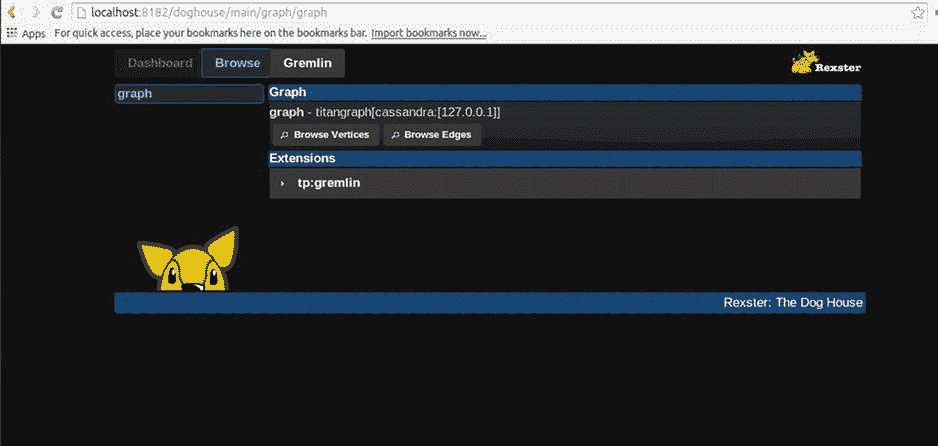 localhost:8182/doghouse/main/graph/graph
Apps For quick access, place your bookmarks here on the bookmarks bar. Import bookmarks now...
Dashboard Browse Gremlin Rexster
graph
Graph
graph - titangraph[cassandra:[127.0.0.1]]
Browse Vertices Browse Edges
Extensions
tp:gremlin
Rexster: The Dog House